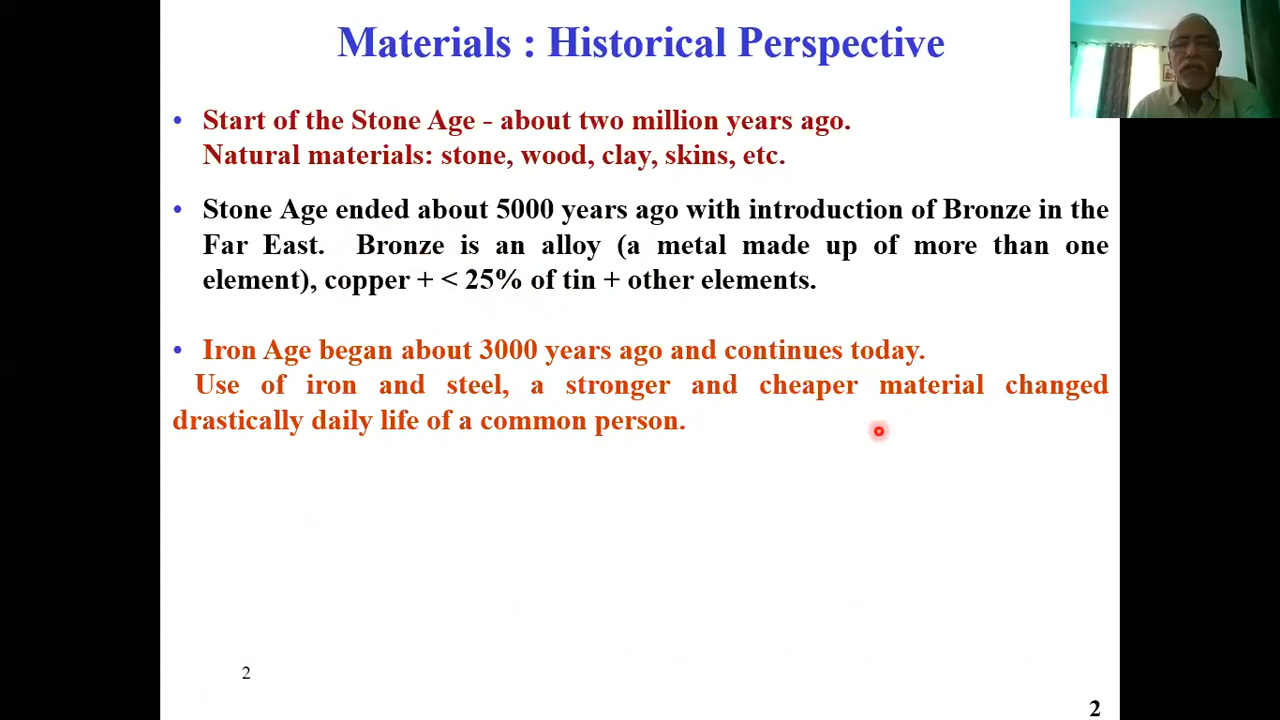 Materials : Historical Perspective
• Start of the Stone Age - about two million years ago.
Natural materials: stone, wood, clay, skins, etc.
• Stone Age ended about 5000 years ago with introduction of Bronze in the
Far East. Bronze is an alloy (a metal made up of more than one
element), copper + < 25% of tin + other elements.
• Iron Age began about 3000 years ago and continues today.
Use of iron and steel, a stronger and cheaper material changed
drastically daily life of a common person.
2
2